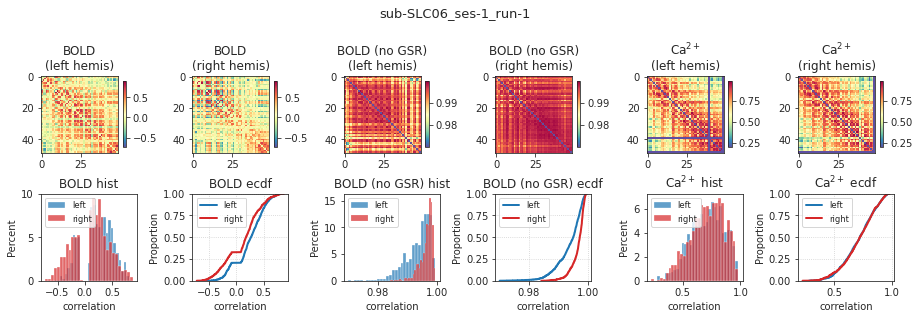 sub-SLC06_ses-1_run-1
BOLD
(left hemis)
BOLD
(right hemis)
BOLD (no GSR)
(left hemis)
BOLD (no GSR)
(right hemis)
Ca²⁺
(left hemis)
Ca²⁺
(right hemis)
0
20
40
0
25
0.5
0.0
−0.5
0
20
40
0
25
0.5
0.0
−0.5
0
20
40
0
25
0.99
0.98
0
20
40
0
25
0.99
0.98
0
20
40
0
25
0.75
0.50
0.25
0
20
40
0
25
0.75
0.50
0.25
BOLD hist
Percent
10
5
0
left
right
−0.5
0.0
0.5
correlation
BOLD ecdf
Proportion
1.00
0.75
0.50
0.25
0.00
left
right
−0.5
0.0
0.5
correlation
BOLD (no GSR) hist
Percent
15
10
5
0
left
right
0.98
1.00
correlation
BOLD (no GSR) ecdf
Proportion
1.00
0.75
0.50
0.25
0.00
left
right
0.98
1.00
correlation
Ca²⁺ hist
Percent
6
4
2
0
left
right
0.5
1.0
correlation
Ca²⁺ ecdf
Proportion
1.00
0.75
0.50
0.25
0.00
left
right
0.5
1.0
correlation